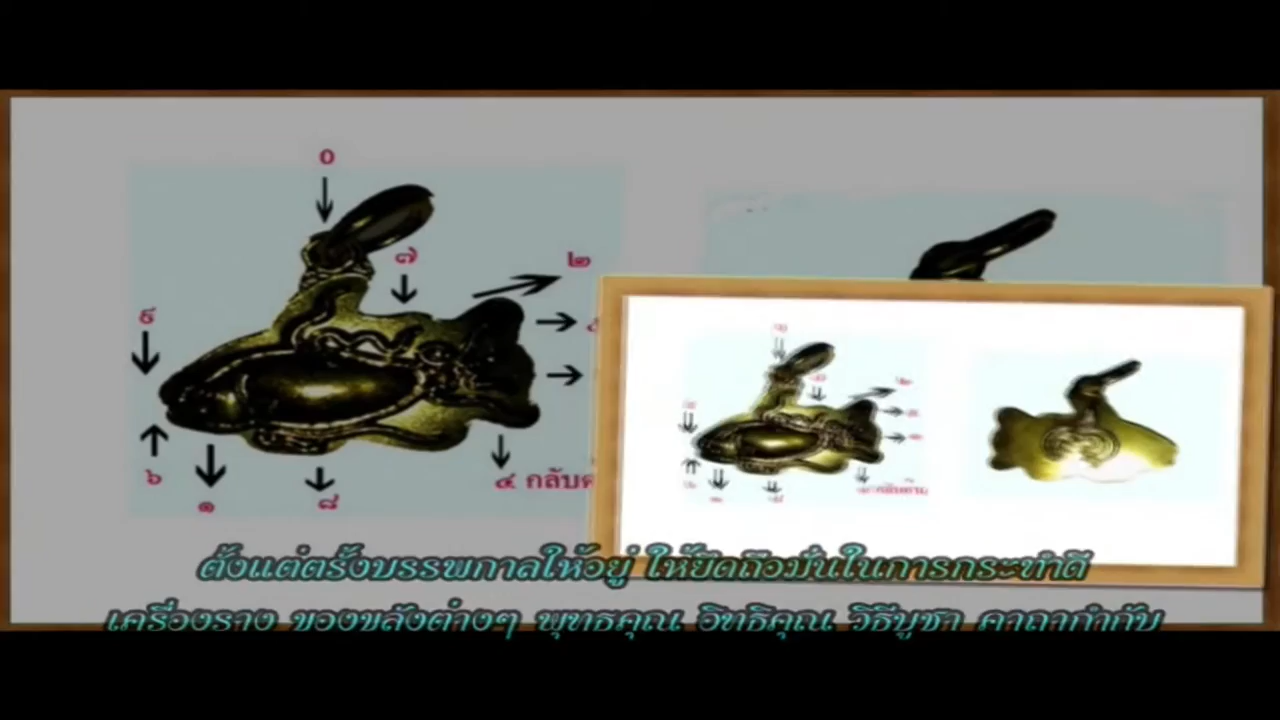 ๐
๗
๒
๕
๔ กลับ
๖
๑
๘
ตั้งแต่ครั้งบรรพกาลให้อยู่ ให้ยึดถือมั่นในการกระทำดี
เครื่องราง ของขลังต่างๆ พุทธคุณ อิทธิคุณ วิธีบูชา คาถากำกับ